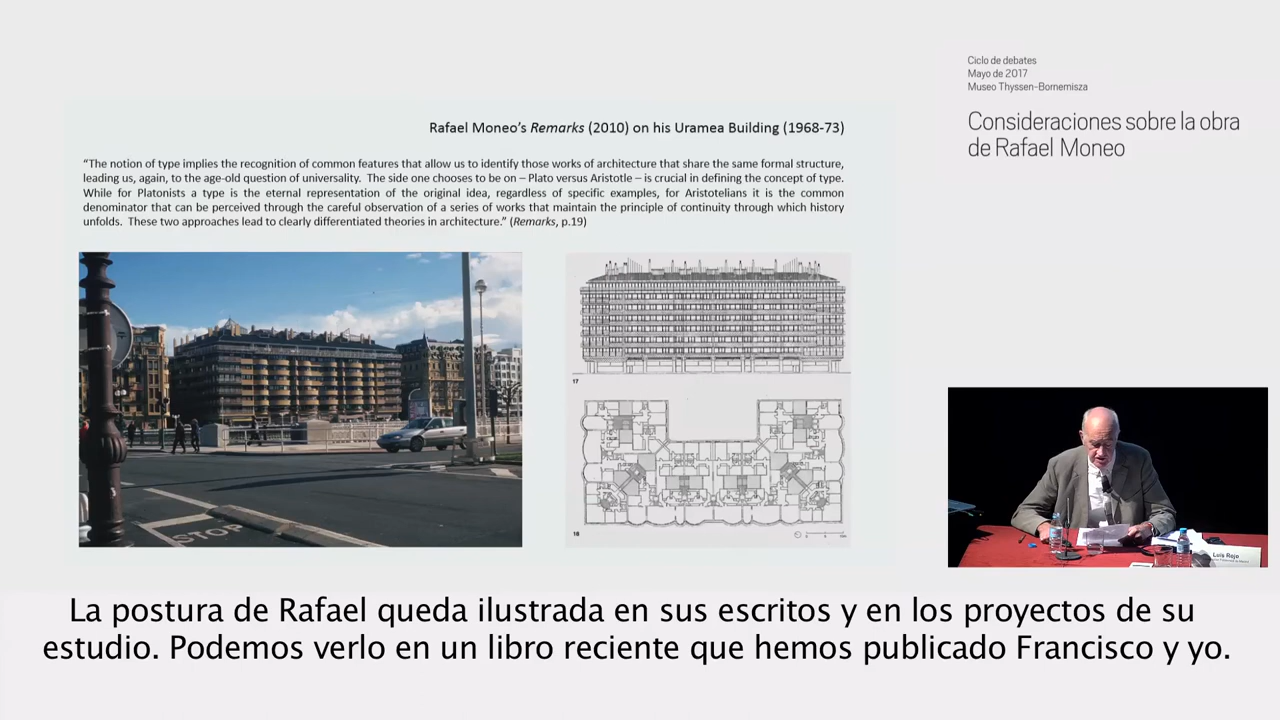 Ciclo de debates
Mayo de 2017
Museo Thyssen-Bornemisza
Consideraciones sobre la obra
de Rafael Moneo
Rafael Moneo's Remarks (2010) on his Uramea Building (1968-73)
“The notion of type implies the recognition of common features that allow us to identify those works of architecture that share the same formal structure,
leading us, again, to the age-old question of universality. The side one chooses to be on – Plato versus Aristotle – is crucial in defining the concept of type.
While for Platonists a type is the eternal representation of the original idea, regardless of specific examples, for Aristotelians it is the common
denominator that can be perceived through the careful observation of a series of works that maintain the principle of continuity through which history
unfolds. These two approaches lead to clearly differentiated theories in architecture.” (Remarks, p.19)
STOP
17
18
Luis Rojo
La postura de Rafael queda ilustrada en sus escritos y en los proyectos de su
estudio. Podemos verlo en un libro reciente que hemos publicado Francisco y yo.